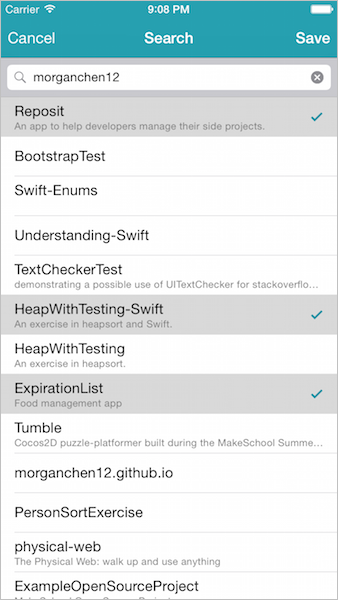 Carrier 9:08 PM
Cancel Search Save
morganchen12
Reposit
An app to help developers manage their side projects.
BootstrapTest
Swift-Enums
Understanding-Swift
TextCheckerTest
demonstrating a possible use of UITextChecker for stackoverflo...
HeapWithTesting-Swift
An exercise in heapsort and Swift.
HeapWithTesting
An exercise in heapsort.
ExpirationList
Food management app
Tumble
Cocos2D puzzle-platformer built during the MakeSchool Summe...
morganchen12.github.io
PersonSortExercise
physical-web
The Physical Web: walk up and use anything
ExampleOpenSourceProject